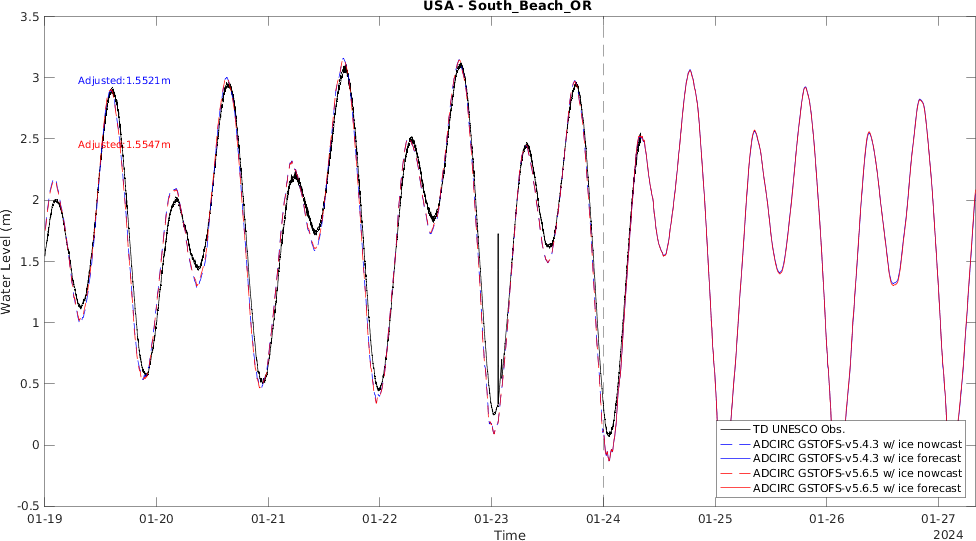 USA - South_Beach_OR
3.5
3
2.5
2
1.5
1
0.5
0
-0.5
Water Level (m)
Adjusted:1.5521m
Adjusted:1.5547m
TD UNESCO Obs.
ADCIRC GSTOFS-v5.4.3 w/ ice nowcast
ADCIRC GSTOFS-v5.4.3 w/ ice forecast
ADCIRC GSTOFS-v5.6.5 w/ ice nowcast
ADCIRC GSTOFS-v5.6.5 w/ ice forecast
01-19 01-20 01-21 01-22 01-23 01-24 01-25 01-26 01-27
Time
2024